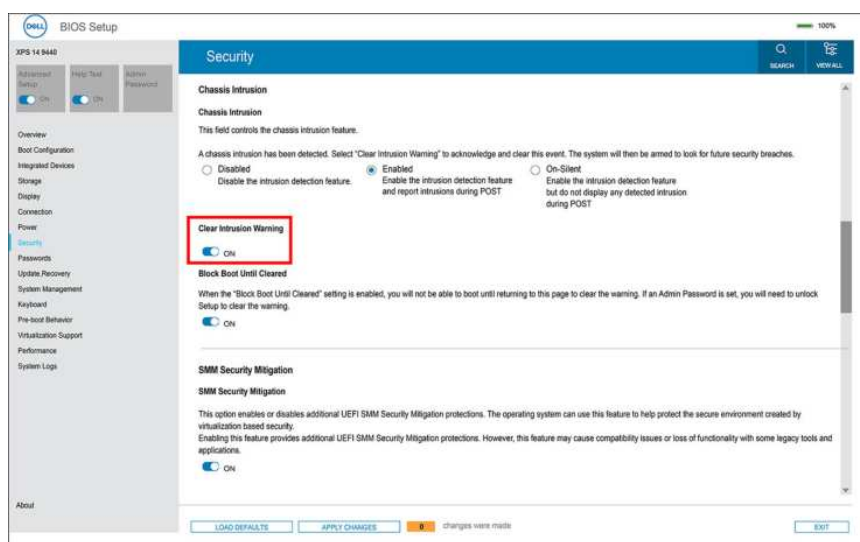 DELL
BIOS Setup
100%
XPS 14 9440
Advanced Setup
ON
Help Text
ON
Admin Password
Overview
Boot Configuration
Integrated Devices
Storage
Display
Connection
Power
Security
Passwords
Update,Recovery
System Management
Keyboard
Pre-boot Behavior
Virtualization Support
Performance
System Logs
About
Security
SEARCH
VIEW ALL
Chassis Intrusion
Chassis Intrusion
This field controls the chassis intrusion feature.
A chassis intrusion has been detected. Select "Clear Intrusion Warning" to acknowledge and clear this event. The system will then be armed to look for future security breaches.
Disabled
Disable the intrusion detection feature.
Enabled
Enable the intrusion detection feature
and report intrusions during POST
On-Silent
Enable the intrusion detection feature
but do not display any detected intrusion
during POST
Clear Intrusion Warning
ON
Block Boot Until Cleared
When the "Block Boot Until Cleared" setting is enabled, you will not be able to boot until returning to this page to clear the warning. If an Admin Password is set, you will need to unlock
Setup to clear the warning.
ON
SMM Security Mitigation
SMM Security Mitigation
This option enables or disables additional UEFI SMM Security Mitigation protections. The operating system can use this feature to help protect the secure environment created by
virtualization based security.
Enabling this feature provides additional UEFI SMM Security Mitigation protections. However, this feature may cause compatibility issues or loss of functionality with some legacy tools and
applications.
ON
LOAD DEFAULTS
APPLY CHANGES
0
changes were made
EXIT